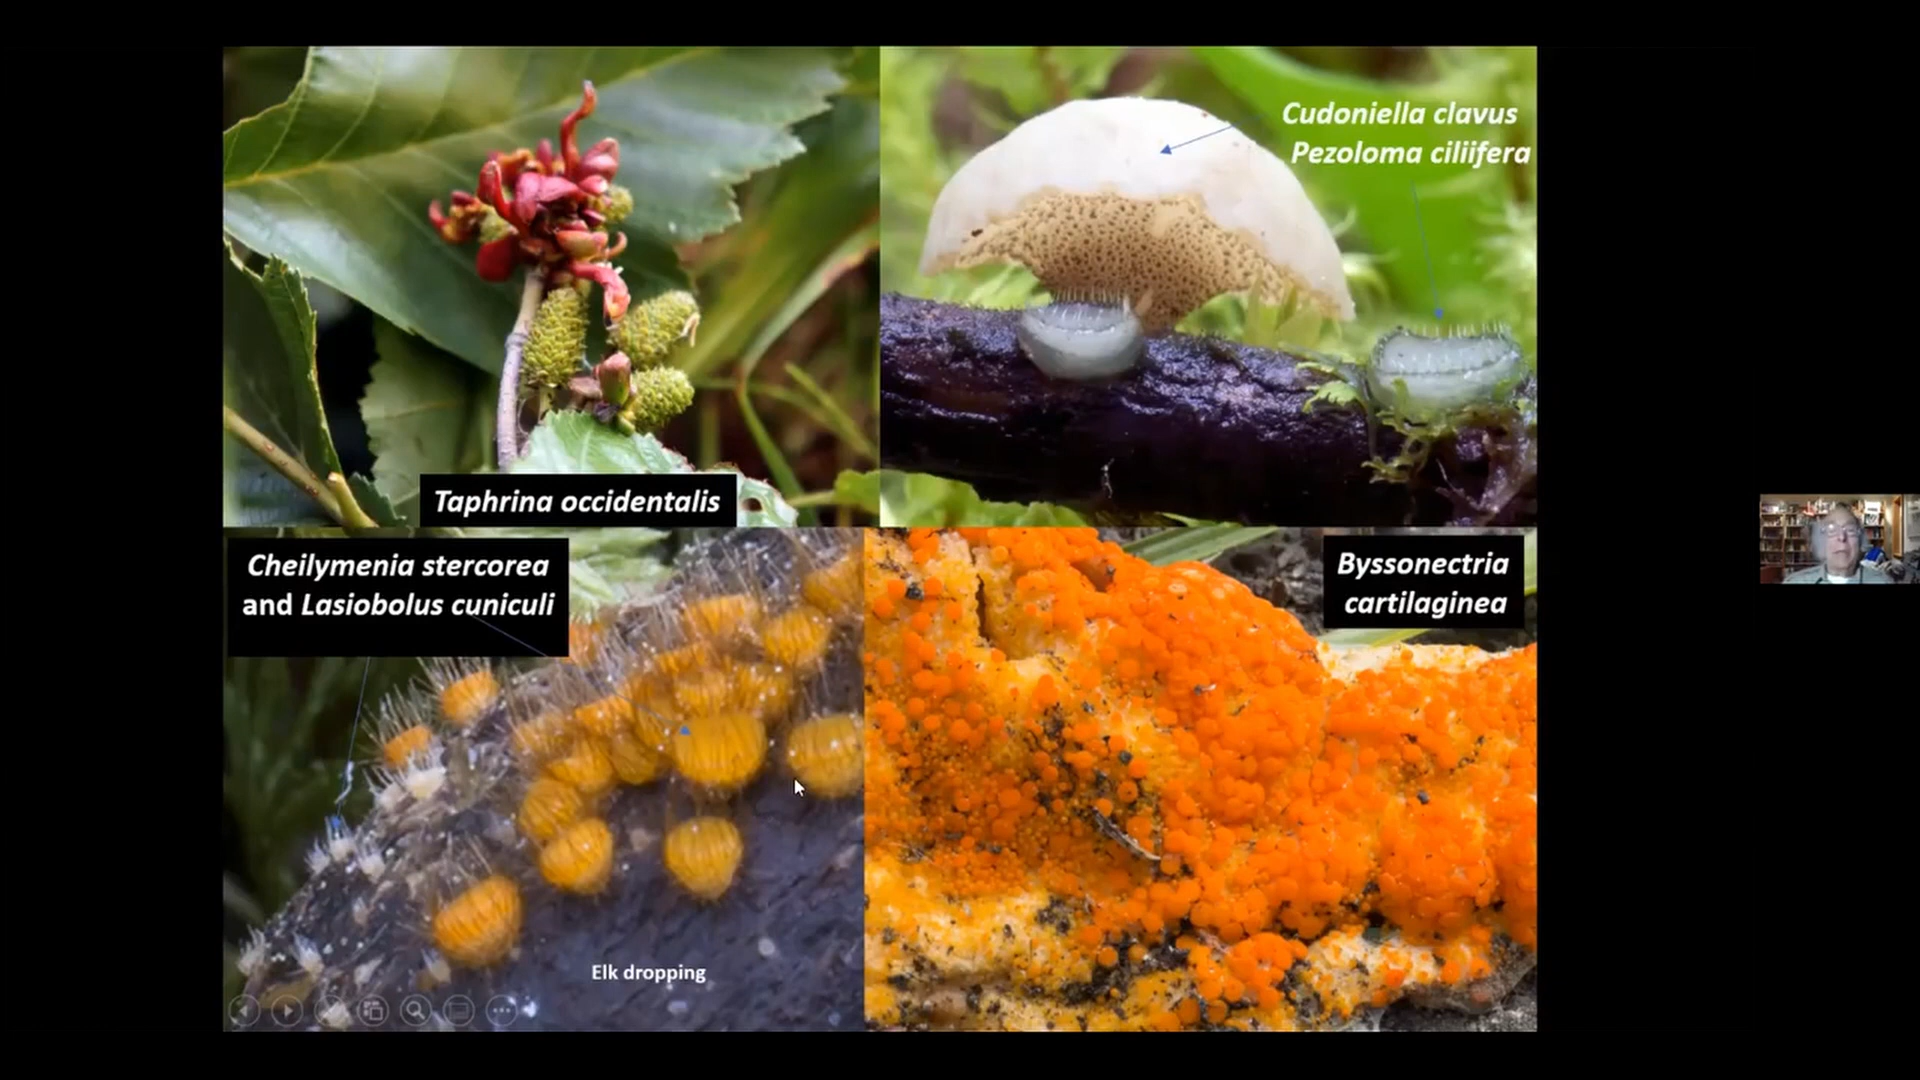 Cudoniella clavus
Pezoloma ciliifera
Taphrina occidentalis
Cheilymenia stercorea
and Lasiobolus cuniculi
Byssonectria
cartilaginea
Elk dropping